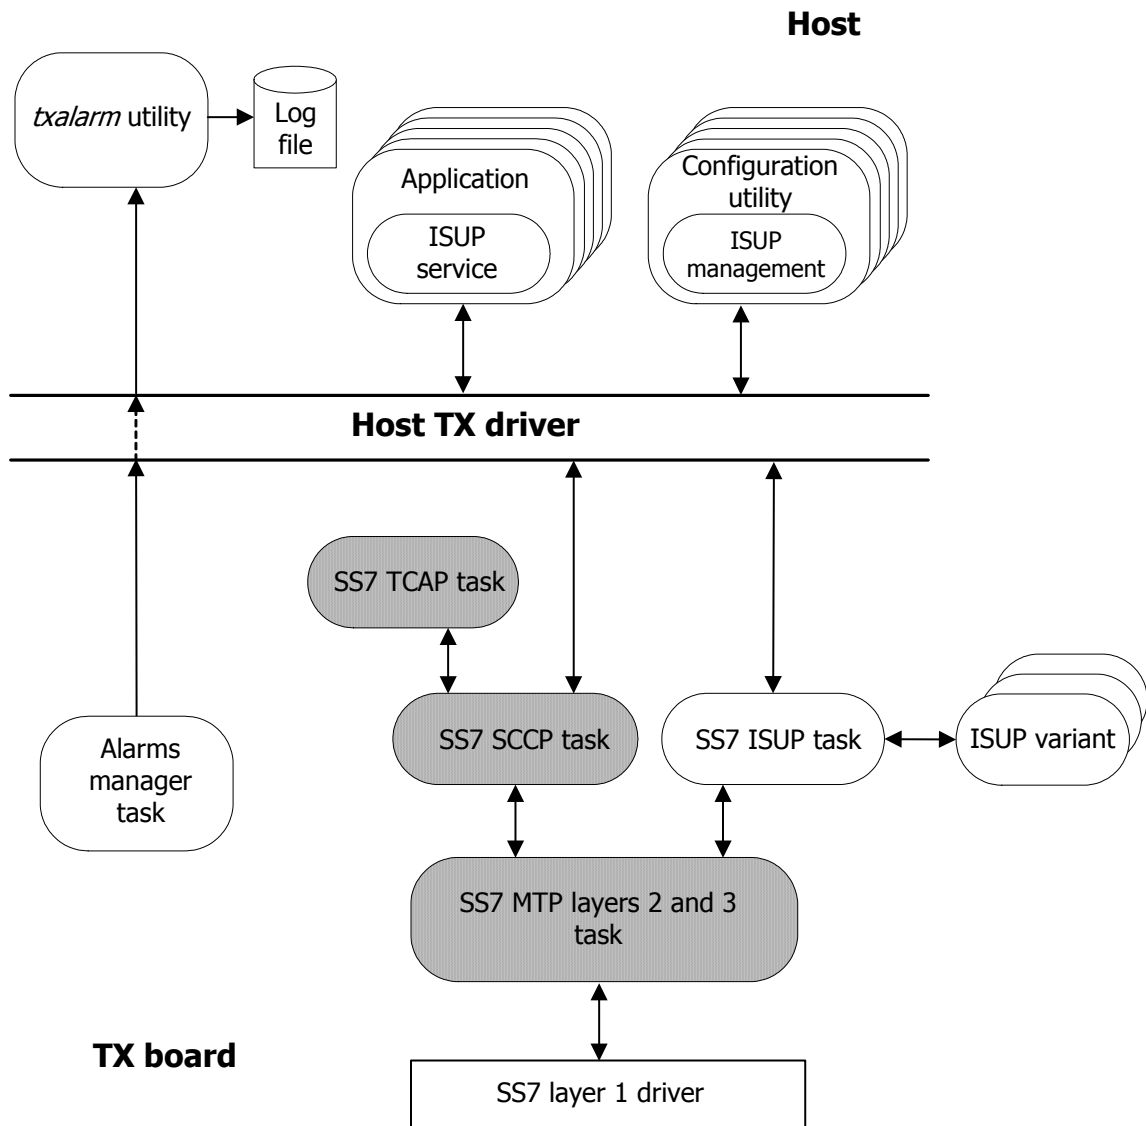 Host
txalarm utility
Log
file
Application
ISUP
service
Configuration
utility
ISUP
management
Host TX driver
SS7 TCAP task
SS7 SCCP task
SS7 ISUP task
ISUP variant
Alarms
manager
task
SS7 MTP layers 2 and 3
task
TX board
SS7 layer 1 driver